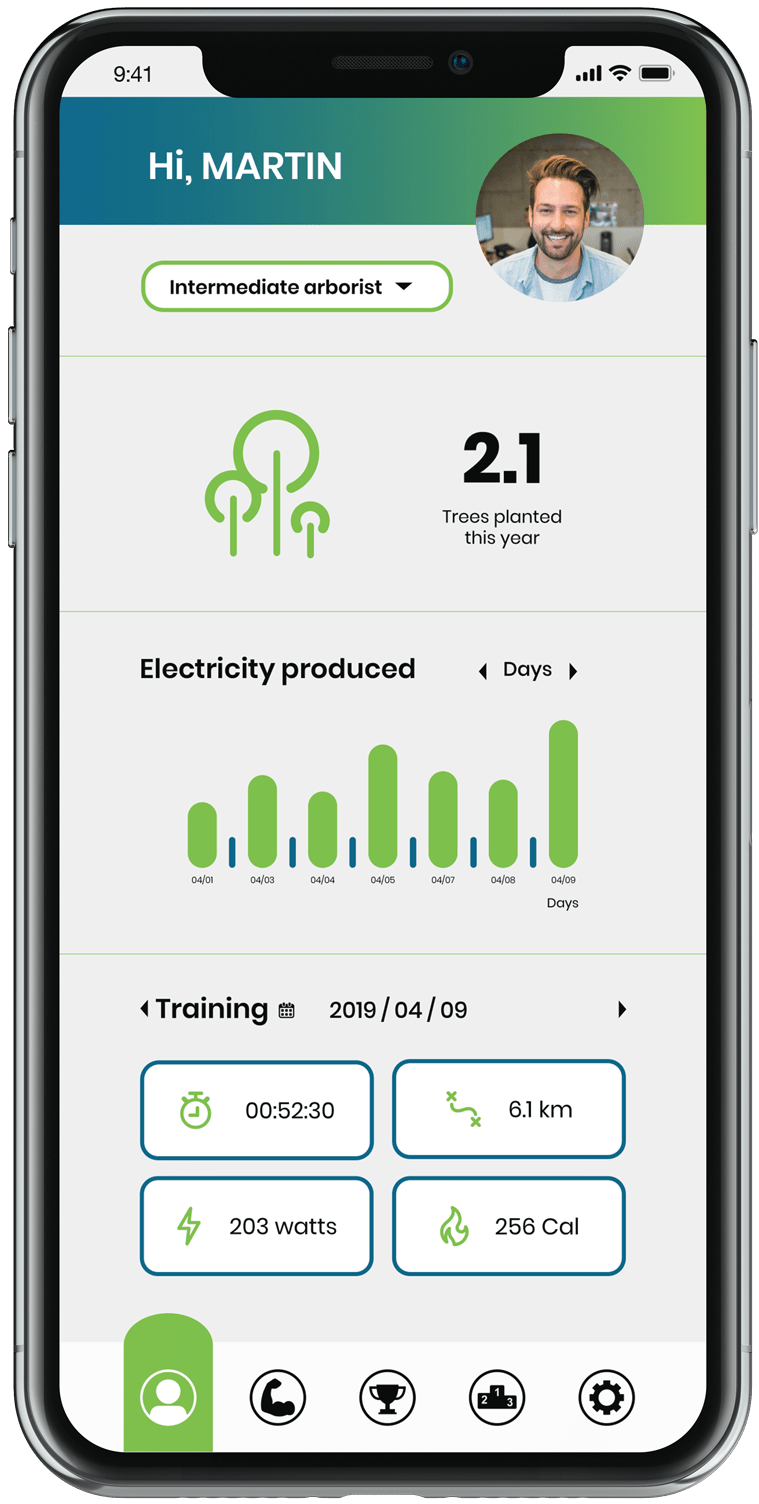 9:41
Hi, MARTIN
Intermediate arborist
2.1
Trees planted
this year
Electricity produced
Days
04/01 04/03 04/04 04/05 04/07 04/08 04/09
Days
Training 2019 / 04 / 09
00:52:30 6.1 km
203 watts 256 Cal
2 1 3